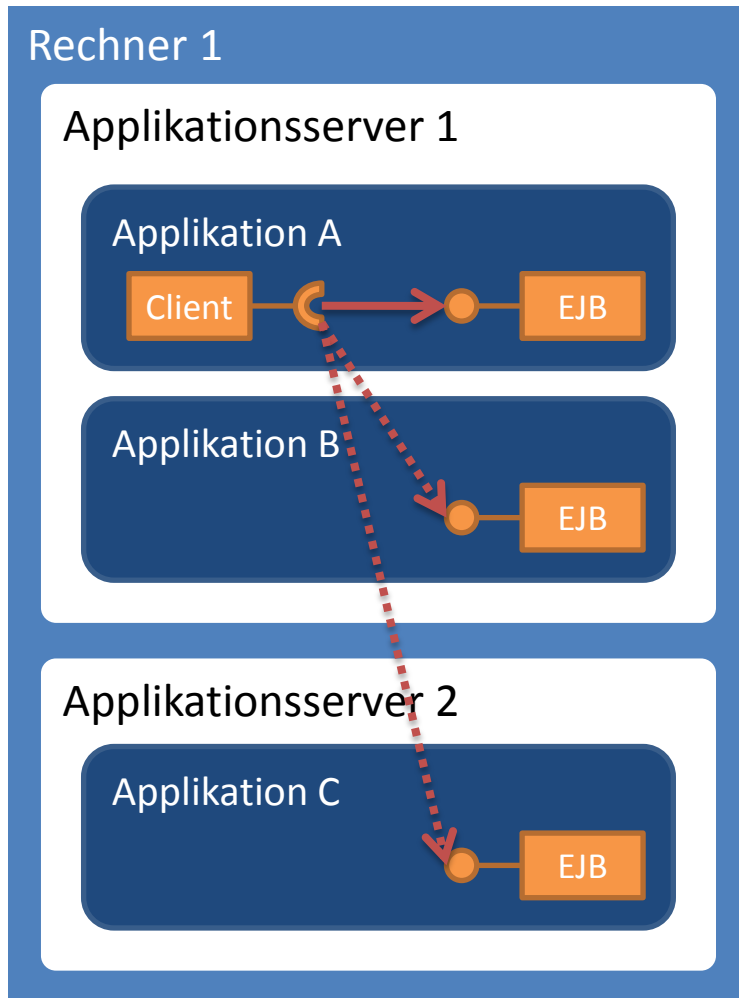 Rechner 1
Applikationsserver 1
Applikation A
Client
EJB
Applikation B
EJB
Applikationsserver 2
Applikation C
EJB